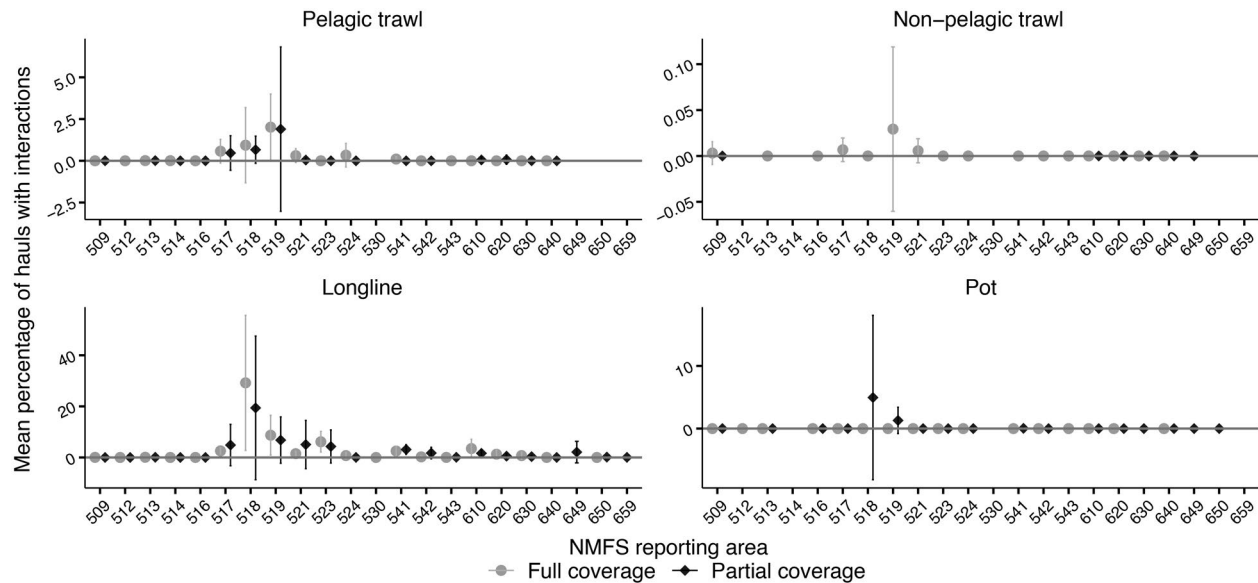 Pelagic trawl
Non−pelagic trawl
Mean percentage of hauls with interactions
5.0
2.5
0.0
−2.5
509 512 513 514 516 517 518 519 521 523 524 530 541 542 543 610 620 630 640 649 650 659
0.10
0.05
0.00
−0.05
509 512 513 514 516 517 518 519 521 523 524 530 541 542 543 610 620 630 640 649 650 659
Longline
Pot
40
20
0
509 512 513 514 516 517 518 519 521 523 524 530 541 542 543 610 620 630 640 649 650 659
10
0
509 512 513 514 516 517 518 519 521 523 524 530 541 542 543 610 620 630 640 649 650 659
NMFS reporting area
Full coverage Partial coverage